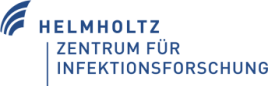 HELMHOLTZ
ZENTRUM FÜR
INFEKTIONSFORSCHUNG